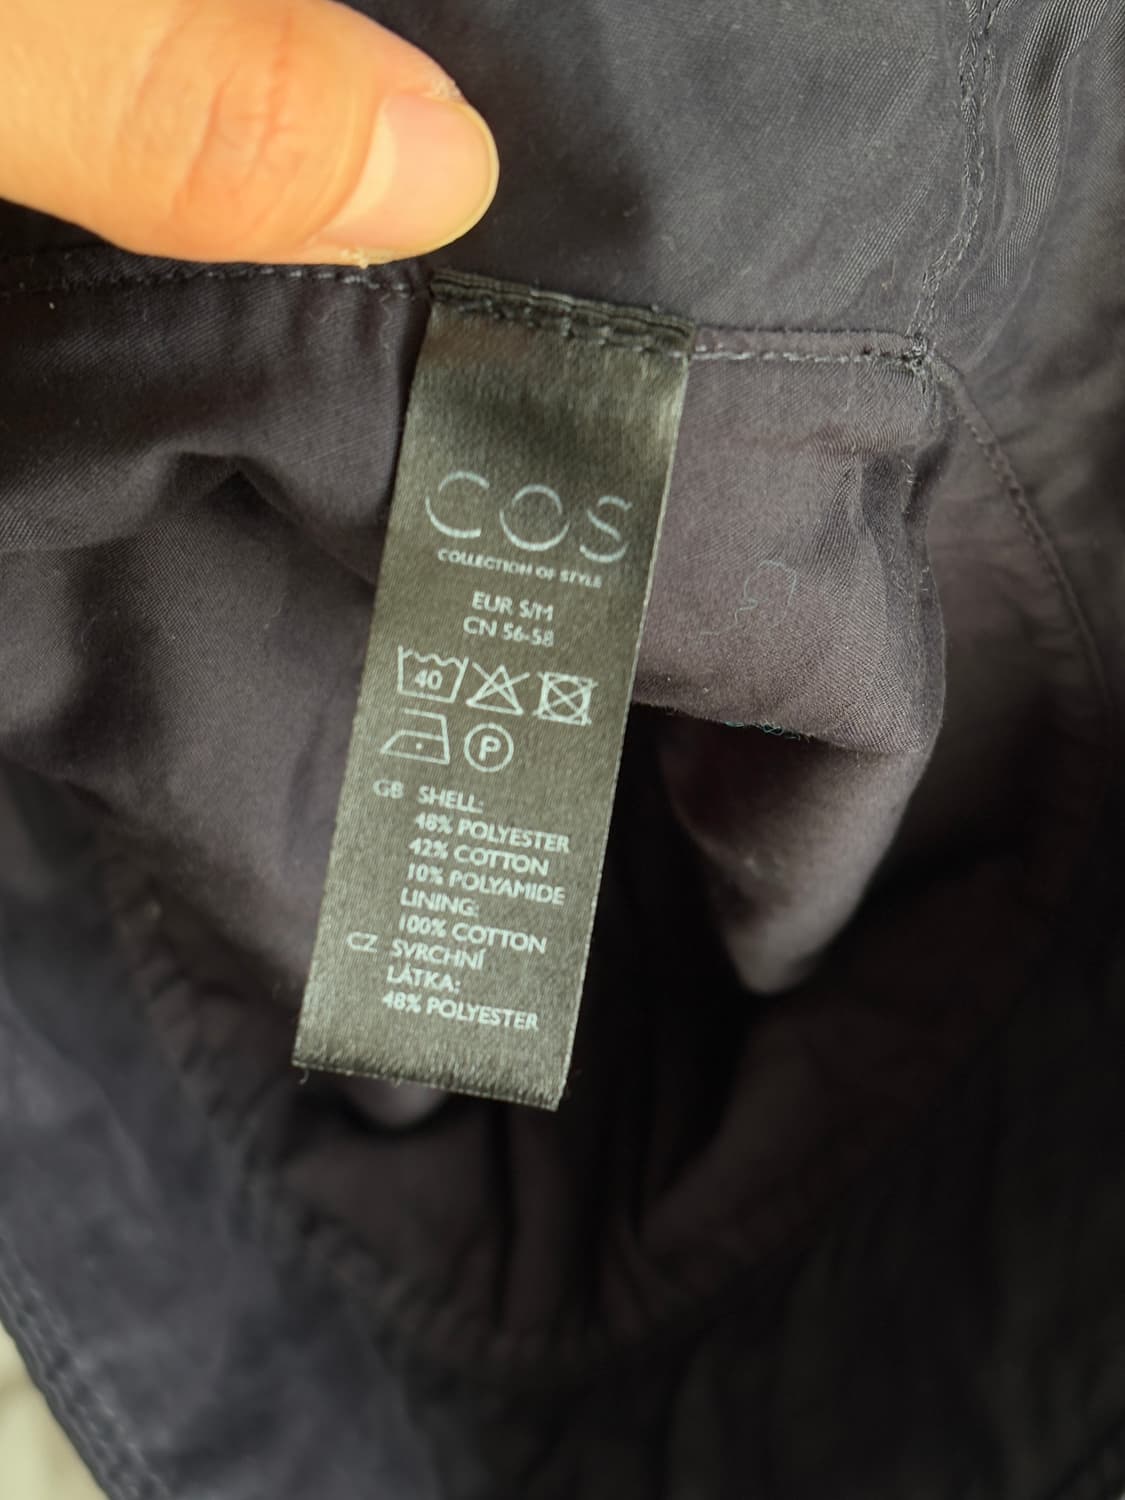 COS
COLLECTION OF STYLE
EUR S/M
CN 56-58
40
P
GB SHELL:
48% POLYESTER
42% COTTON
10% POLYAMIDE
LINING:
100% COTTON
CZ SVRCHNÍ
LÁTKA:
48% POLYESTER